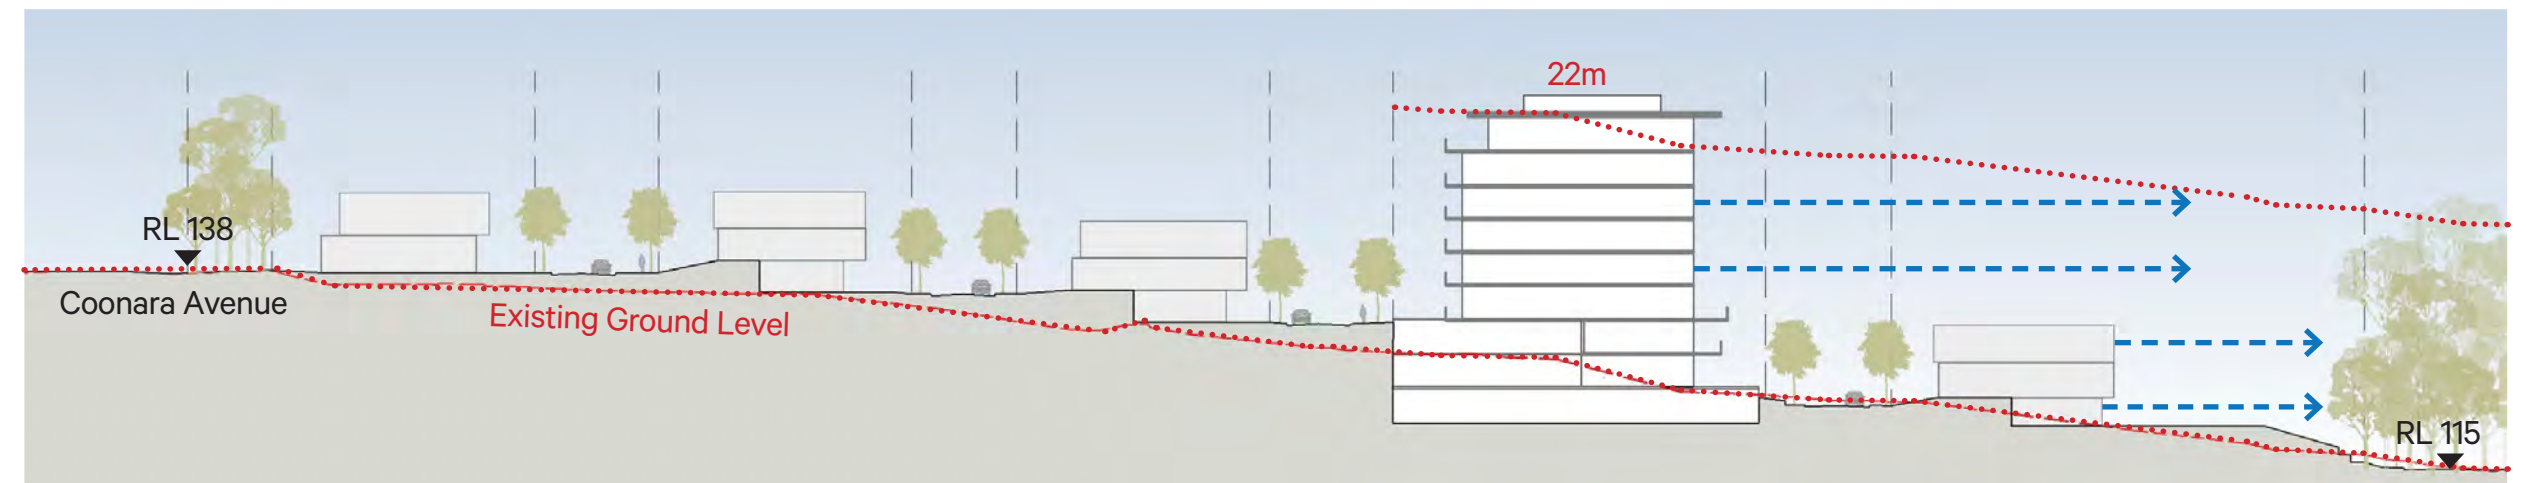 22m
RL 138
Coonara Avenue
Existing Ground Level
RL 115